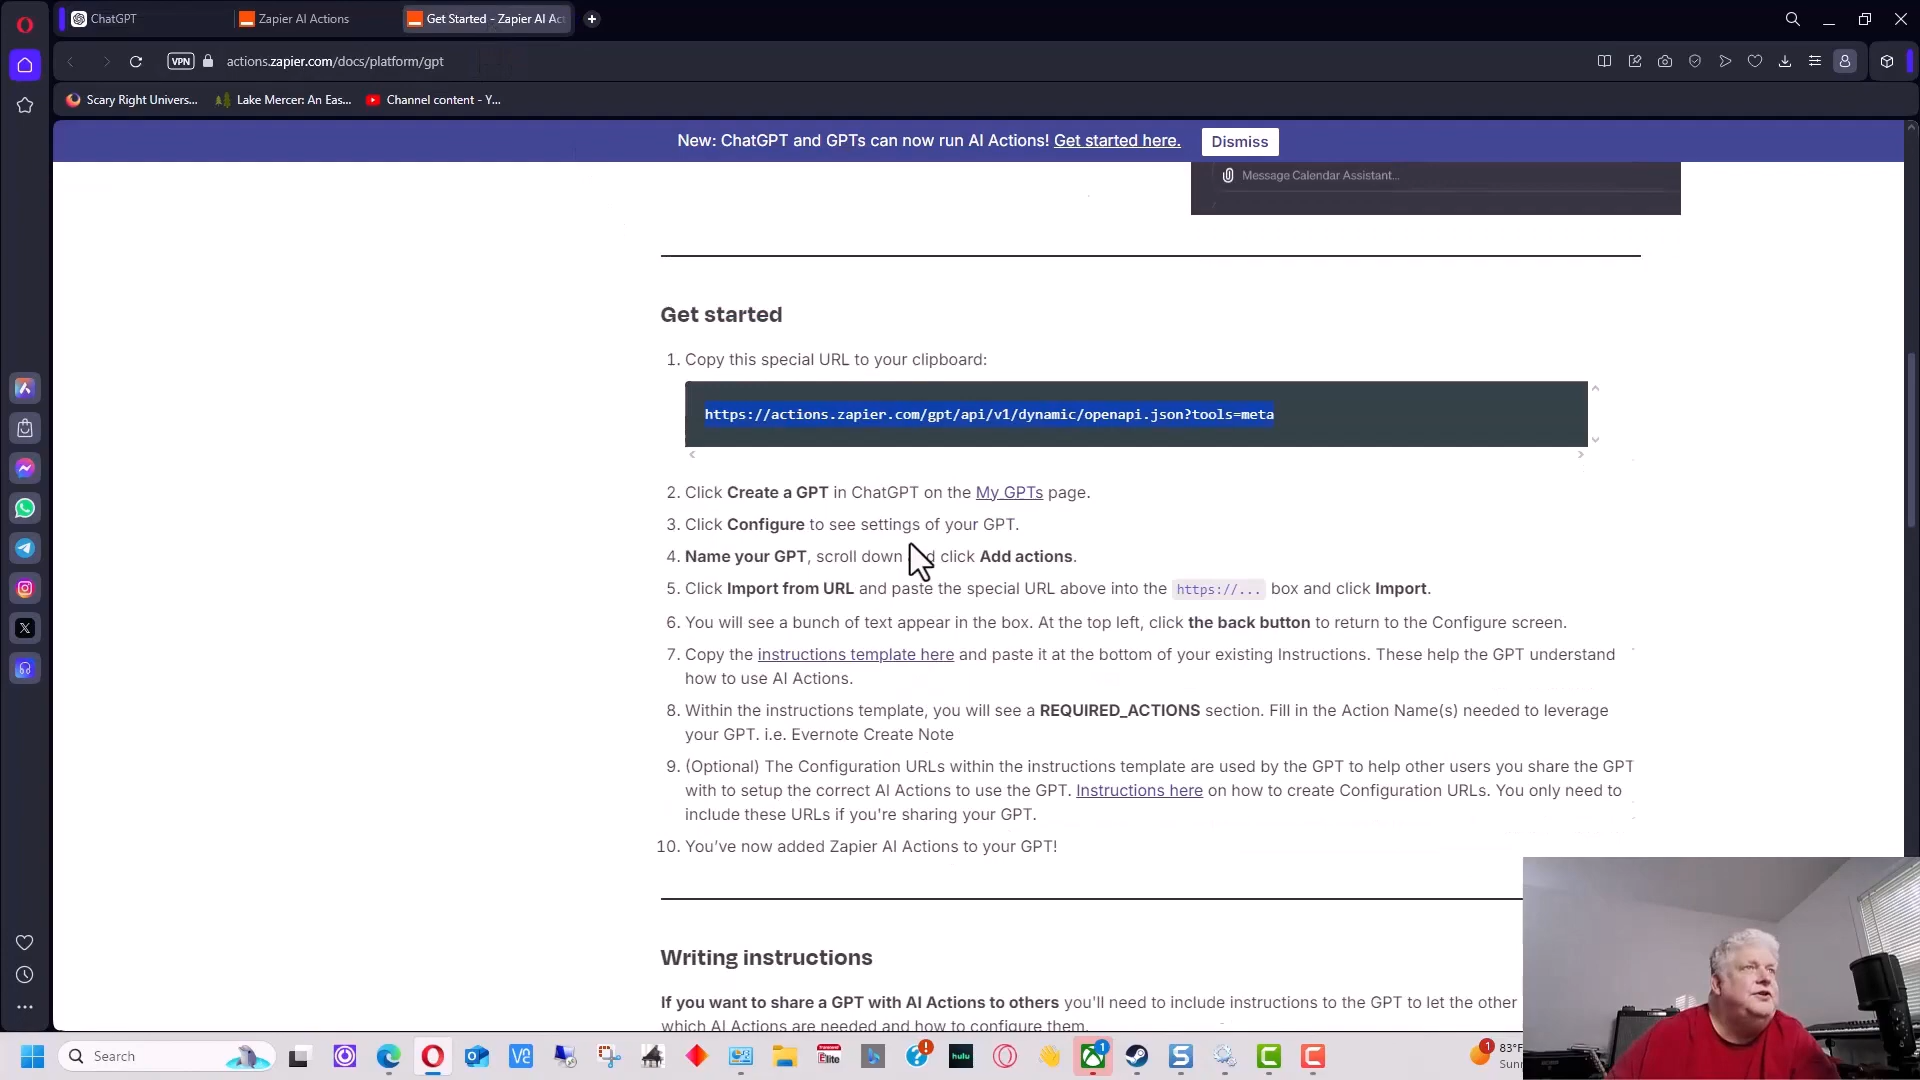 ChatGPT
Zapier AI Actions
Get Started - Zapier AI Act
VPN
actions.zapier.com/docs/platform/gpt
Scary Right Univers...
Lake Mercer: An Eas...
Channel content - Y...
New: ChatGPT and GPTs can now run AI Actions! Get started here.
Dismiss
Message Calendar Assistant...
Get started
1. Copy this special URL to your clipboard:
https://actions.zapier.com/gpt/api/v1/dynamic/openapi.json?tools=meta
2. Click Create a GPT in ChatGPT on the My GPTs page.
3. Click Configure to see settings of your GPT.
4. Name your GPT, scroll down click Add actions.
5. Click Import from URL and paste the special URL above into the https://... box and click Import.
6. You will see a bunch of text appear in the box. At the top left, click the back button to return to the Configure screen.
7. Copy the instructions template here and paste it at the bottom of your existing Instructions. These help the GPT understand
how to use AI Actions.
8. Within the instructions template, you will see a REQUIRED_ACTIONS section. Fill in the Action Name(s) needed to leverage
your GPT. i.e. Evernote Create Note
9. (Optional) The Configuration URLs within the instructions template are used by the GPT to help other users you share the GPT
with to setup the correct AI Actions to use the GPT. Instructions here on how to create Configuration URLs. You only need to
include these URLs if you're sharing your GPT.
10. You've now added Zapier AI Actions to your GPT!
Writing instructions
If you want to share a GPT with AI Actions to others you'll need to include instructions to the GPT to let the other
which AI Actions are needed and how to configure them.
Search
hulu
1
1
83°F
Sunn